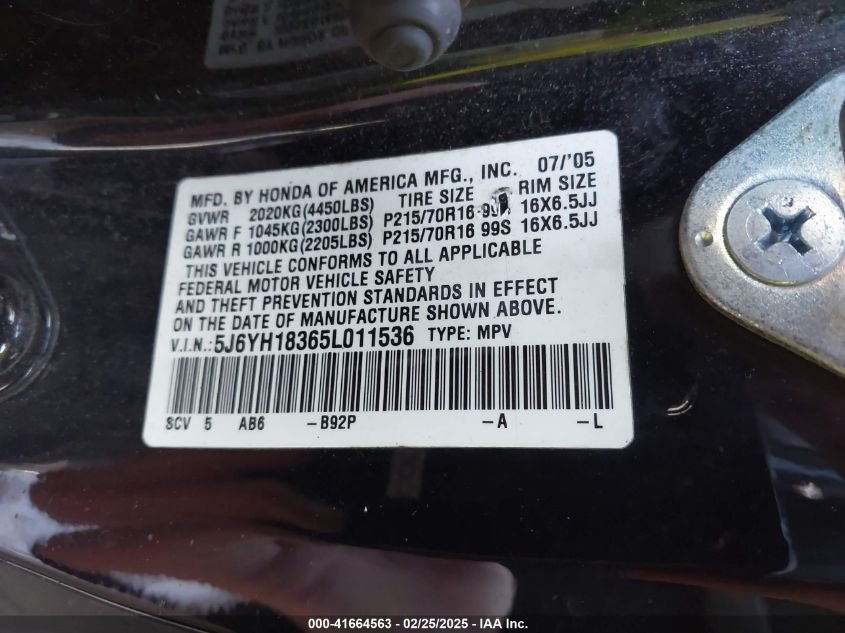 MFD. BY HONDA OF AMERICA MFG., INC. 07/'05
GVWR 2020KG(4450LBS) TIRE SIZE RIM SIZE
GAWR F 1045KG(2300LBS) P215/70R16 16X6.5JJ
GAWR R 1000KG(2205LBS) P215/70R16 99S 16X6.5JJ
THIS VEHICLE CONFORMS TO ALL APPLICABLE
FEDERAL MOTOR VEHICLE SAFETY
AND THEFT PREVENTION STANDARDS IN EFFECT
ON THE DATE OF MANUFACTURE SHOWN ABOVE.
V.I.N.: 5J6YH18365L011536 TYPE: MPV
SCV 5 AB6 -B92P -A -L
000-41664563 - 02/25/2025 - IAA Inc.